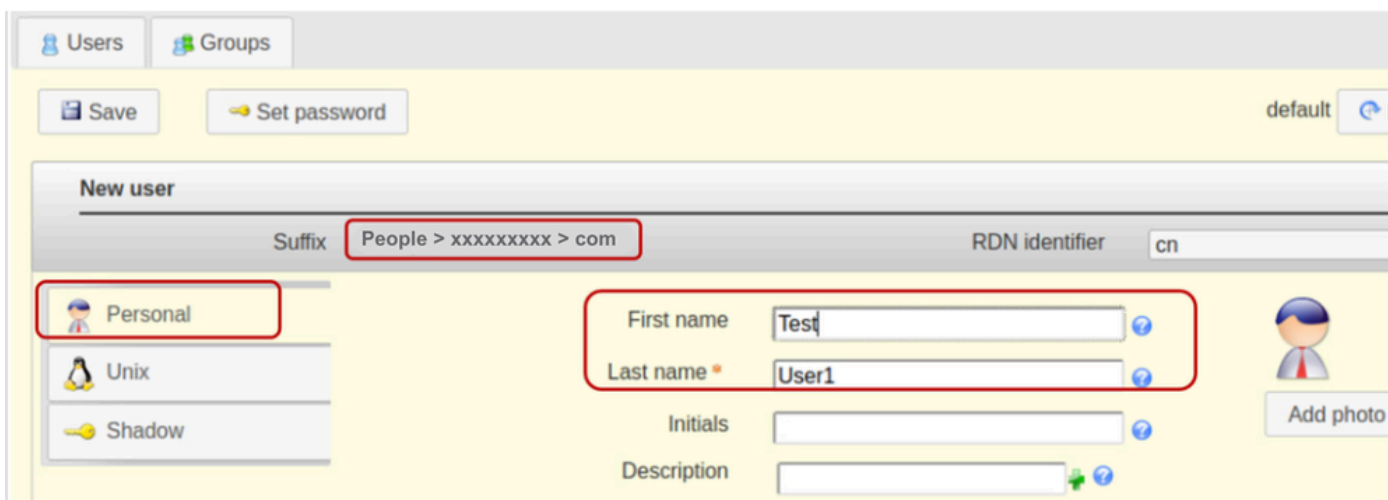 Users Groups
Save Set password default
New user
Suffix People > xxxxxxxxx > com RDN identifier cn
Personal
First name Test
Unix
Last name * User1
Shadow
Initials
Add photo
Description